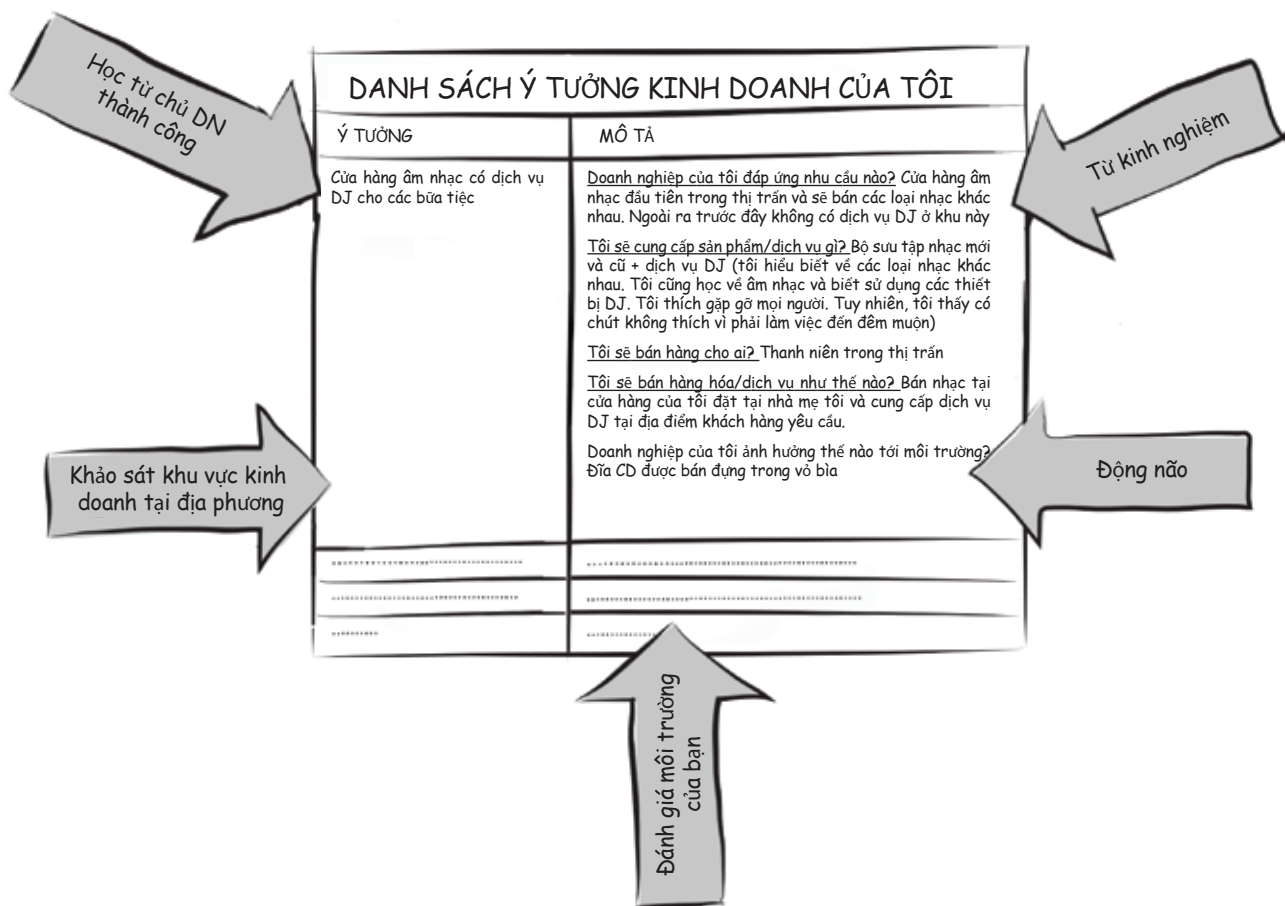 Học từ chủ DN
thành công
DANH SÁCH Ý TƯỞNG KINH DOANH CỦA TÔI
Từ kinh nghiệm
Ý TƯỞNG
MÔ TẢ
Cửa hàng âm nhạc có dịch vụ
DJ cho các bữa tiệc
Doanh nghiệp của tôi đáp ứng nhu cầu nào? Cửa hàng âm
nhạc đầu tiên trong thị trấn và sẽ bán các loại nhạc khác
nhau. Ngoài ra trước đây không có dịch vụ DJ ở khu này
Tôi sẽ cung cấp sản phẩm/dịch vụ gì? Bộ sưu tập nhạc mới
và cũ + dịch vụ DJ (tôi hiểu biết về các loại nhạc khác
nhau. Tôi cũng học về âm nhạc và biết sử dụng các thiết
bị DJ. Tôi thích gặp gỡ mọi người. Tuy nhiên, tôi thấy có
chút không thích vì phải làm việc đến đêm muộn)
Tôi sẽ bán hàng cho ai? Thanh niên trong thị trấn
Tôi sẽ bán hàng hóa/dịch vụ như thế nào? Bán nhạc tại
cửa hàng của tôi đặt tại nhà mẹ tôi và cung cấp dịch vụ
DJ tại địa điểm khách hàng yêu cầu.
Doanh nghiệp của tôi ảnh hưởng thế nào tới môi trường?
Đĩa CD được bán đựng trong vỏ bìa
Khảo sát khu vực kinh
doanh tại địa phương
Động não
Đánh giá môi trường
của bạn